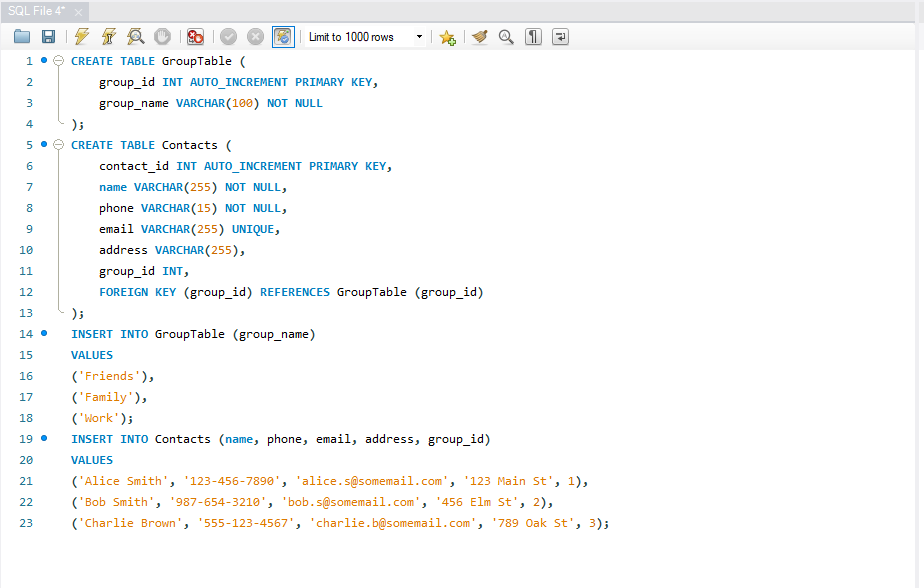 SQL File 4*
Limit to 1000 rows
1 CREATE TABLE GroupTable (
2 group_id INT AUTO_INCREMENT PRIMARY KEY,
3 group_name VARCHAR(100) NOT NULL
4 );
5 CREATE TABLE Contacts (
6 contact_id INT AUTO_INCREMENT PRIMARY KEY,
7 name VARCHAR(255) NOT NULL,
8 phone VARCHAR(15) NOT NULL,
9 email VARCHAR(255) UNIQUE,
10 address VARCHAR(255),
11 group_id INT,
12 FOREIGN KEY (group_id) REFERENCES GroupTable (group_id)
13 );
14 INSERT INTO GroupTable (group_name)
15 VALUES
16 ('Friends'),
17 ('Family'),
18 ('Work');
19 INSERT INTO Contacts (name, phone, email, address, group_id)
20 VALUES
21 ('Alice Smith', '123-456-7890', 'alice.s@somemail.com', '123 Main St', 1),
22 ('Bob Smith', '987-654-3210', 'bob.s@somemail.com', '456 Elm St', 2),
23 ('Charlie Brown', '555-123-4567', 'charlie.b@somemail.com', '789 Oak St', 3);